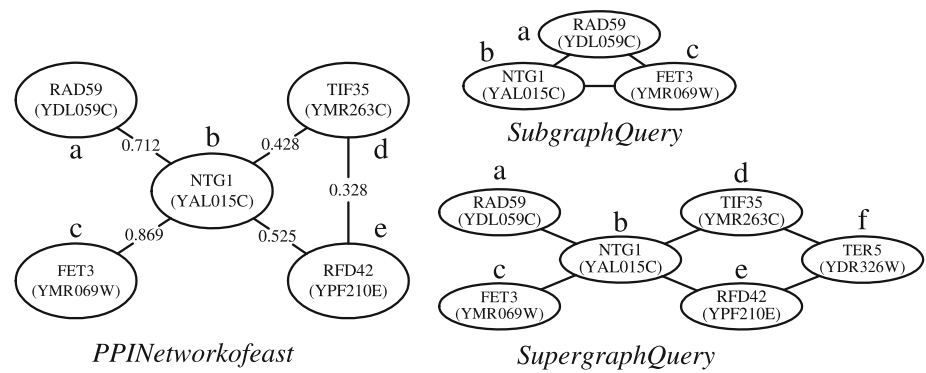 RAD59
(YDL059C)
a
TIF35
(YMR263C)
d
b
NTG1
(YAL015C)
0.712
0.428
0.328
0.869
0.525
c
FET3
(YMR069W)
e
RFD42
(YPF210E)
PPINetworkofeast
a
RAD59
(YDL059C)
b
NTG1
(YAL015C)
c
FET3
(YMR069W)
SubgraphQuery
a
RAD59
(YDL059C)
b
NTG1
(YAL015C)
d
TIF35
(YMR263C)
f
TER5
(YDR326W)
c
FET3
(YMR069W)
e
RFD42
(YPF210E)
SupergraphQuery